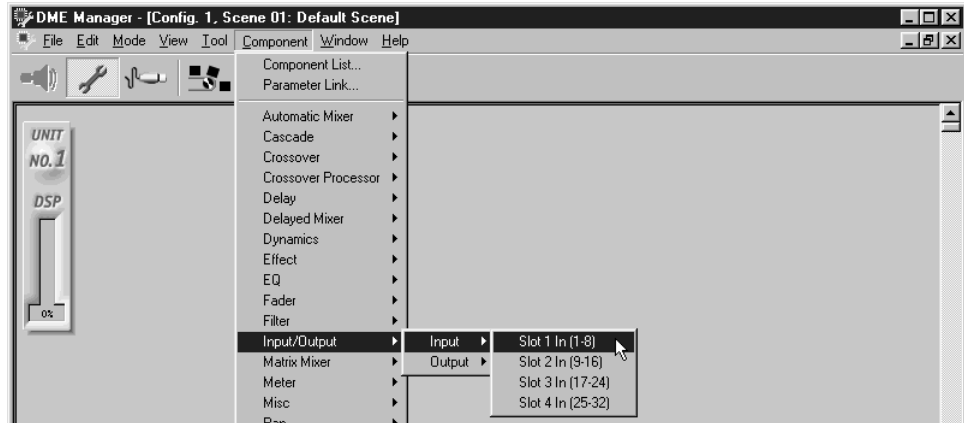 DME Manager - [Config. 1, Scene 01: Default Scene]
File Edit Mode View Tool Component Window Help
Component List...
Parameter Link...
UNIT
NO. 1
DSP
0%
Automatic Mixer
Cascade
Crossover
Crossover Processor
Delay
Delayed Mixer
Dynamics
Effect
EQ
Fader
Filter
Input/Output
Matrix Mixer
Meter
Misc
Pan
Input
Output
Slot 1 In (1-8)
Slot 2 In (9-16)
Slot 3 In (17-24)
Slot 4 In (25-32)